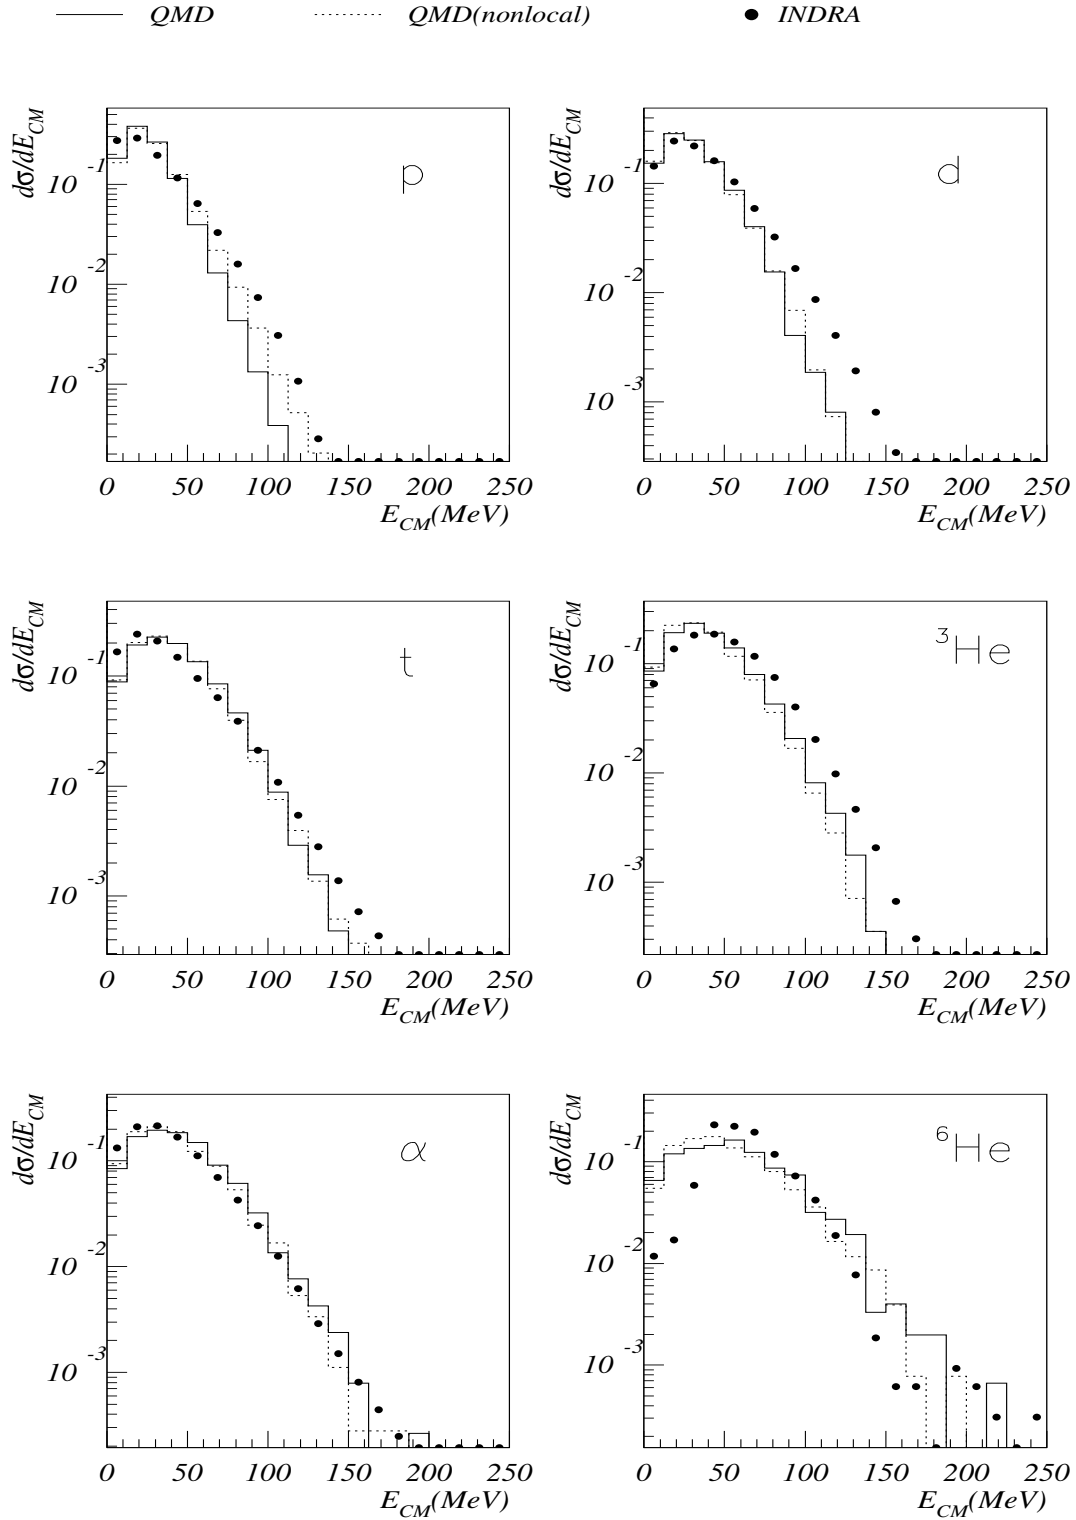 QMD QMD(nonlocal) INDRA
dσ/dE_CM dσ/dE_CM
p d
10^-1 10^-1
10^-2 10^-2
10^-3 10^-3
0 50 100 150 200 250 0 50 100 150 200 250
E_CM(MeV) E_CM(MeV)
dσ/dE_CM dσ/dE_CM
t ^3He
10^-1 10^-1
10^-2 10^-2
10^-3 10^-3
0 50 100 150 200 250 0 50 100 150 200 250
E_CM(MeV) E_CM(MeV)
dσ/dE_CM dσ/dE_CM
α ^6He
10^-1 10^-1
10^-2 10^-2
10^-3 10^-3
0 50 100 150 200 250 0 50 100 150 200 250
E_CM(MeV) E_CM(MeV)